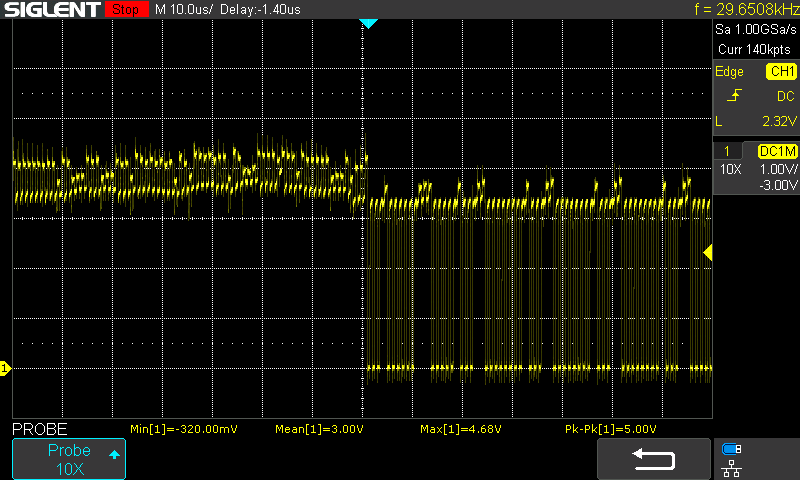 SIGLENT Stop M 10.0us/ Delay:-1.40us f = 29.6508kHz
Sa 1.00GSa/s
Curr 140kpts
Edge CH1
DC
L 2.32V
1 DC1M
10X 1.00V/
-3.00V
1
PROBE Min[1]=-320.00mV Mean[1]=3.00V Max[1]=4.68V Pk-Pk[1]=5.00V
Probe
10X